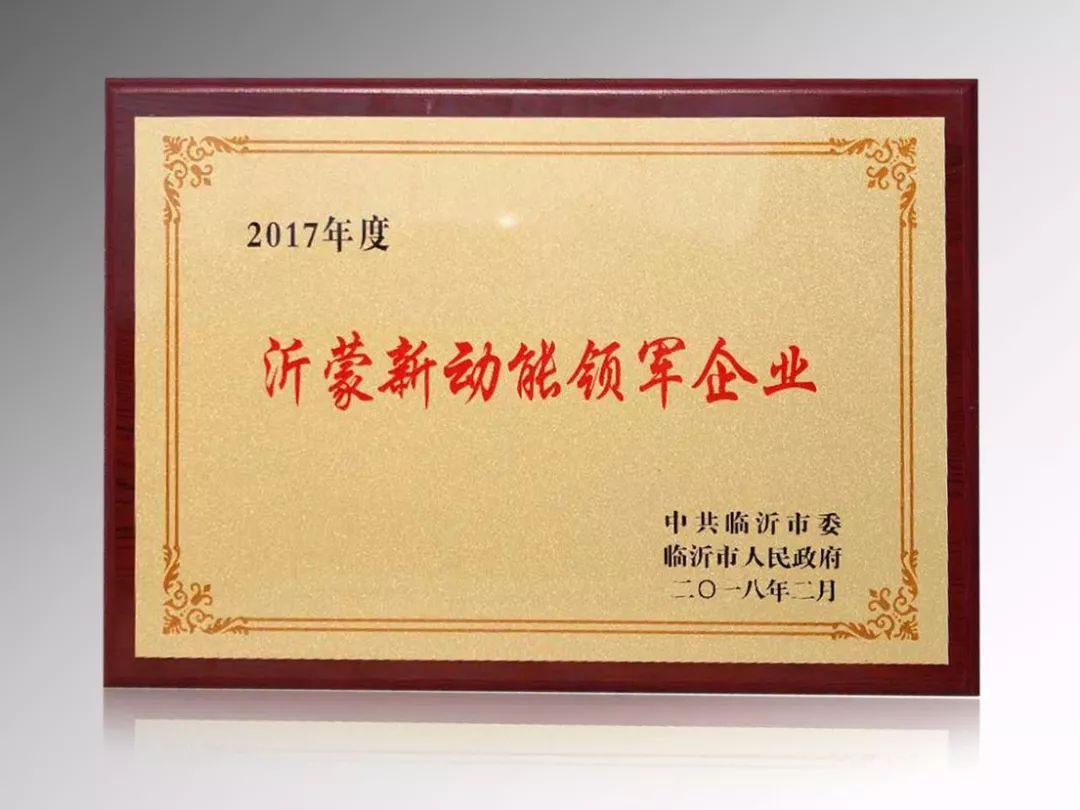 2017年度
沂蒙新动能领军企业
中共临沂市委
临沂市人民政府
二〇一八年二月